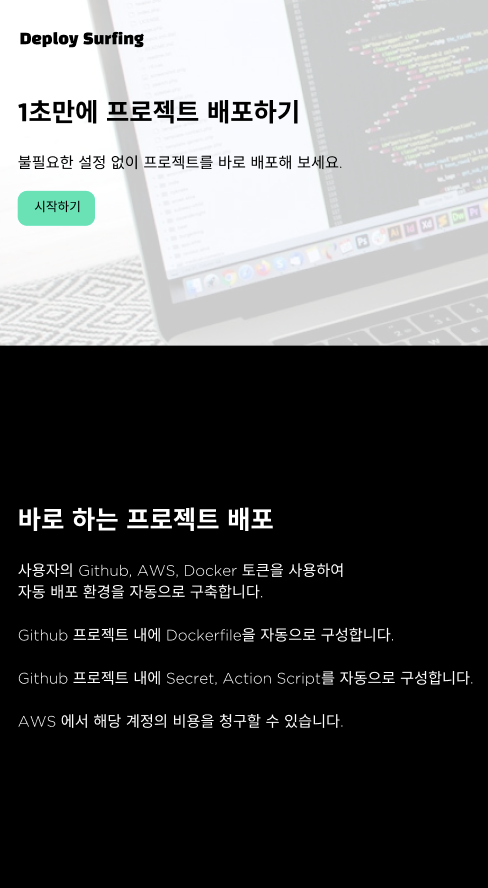 Deploy Surfing
1초만에 프로젝트 배포하기
불필요한 설정 없이 프로젝트를 바로 배포해 보세요.
시작하기
바로 하는 프로젝트 배포
사용자의 Github, AWS, Docker 토큰을 사용하여
자동 배포 환경을 자동으로 구축합니다.
Github 프로젝트 내에 Dockerfile을 자동으로 구성합니다.
Github 프로젝트 내에 Secret, Action Script를 자동으로 구성합니다.
AWS 에서 해당 계정의 비용을 청구할 수 있습니다.